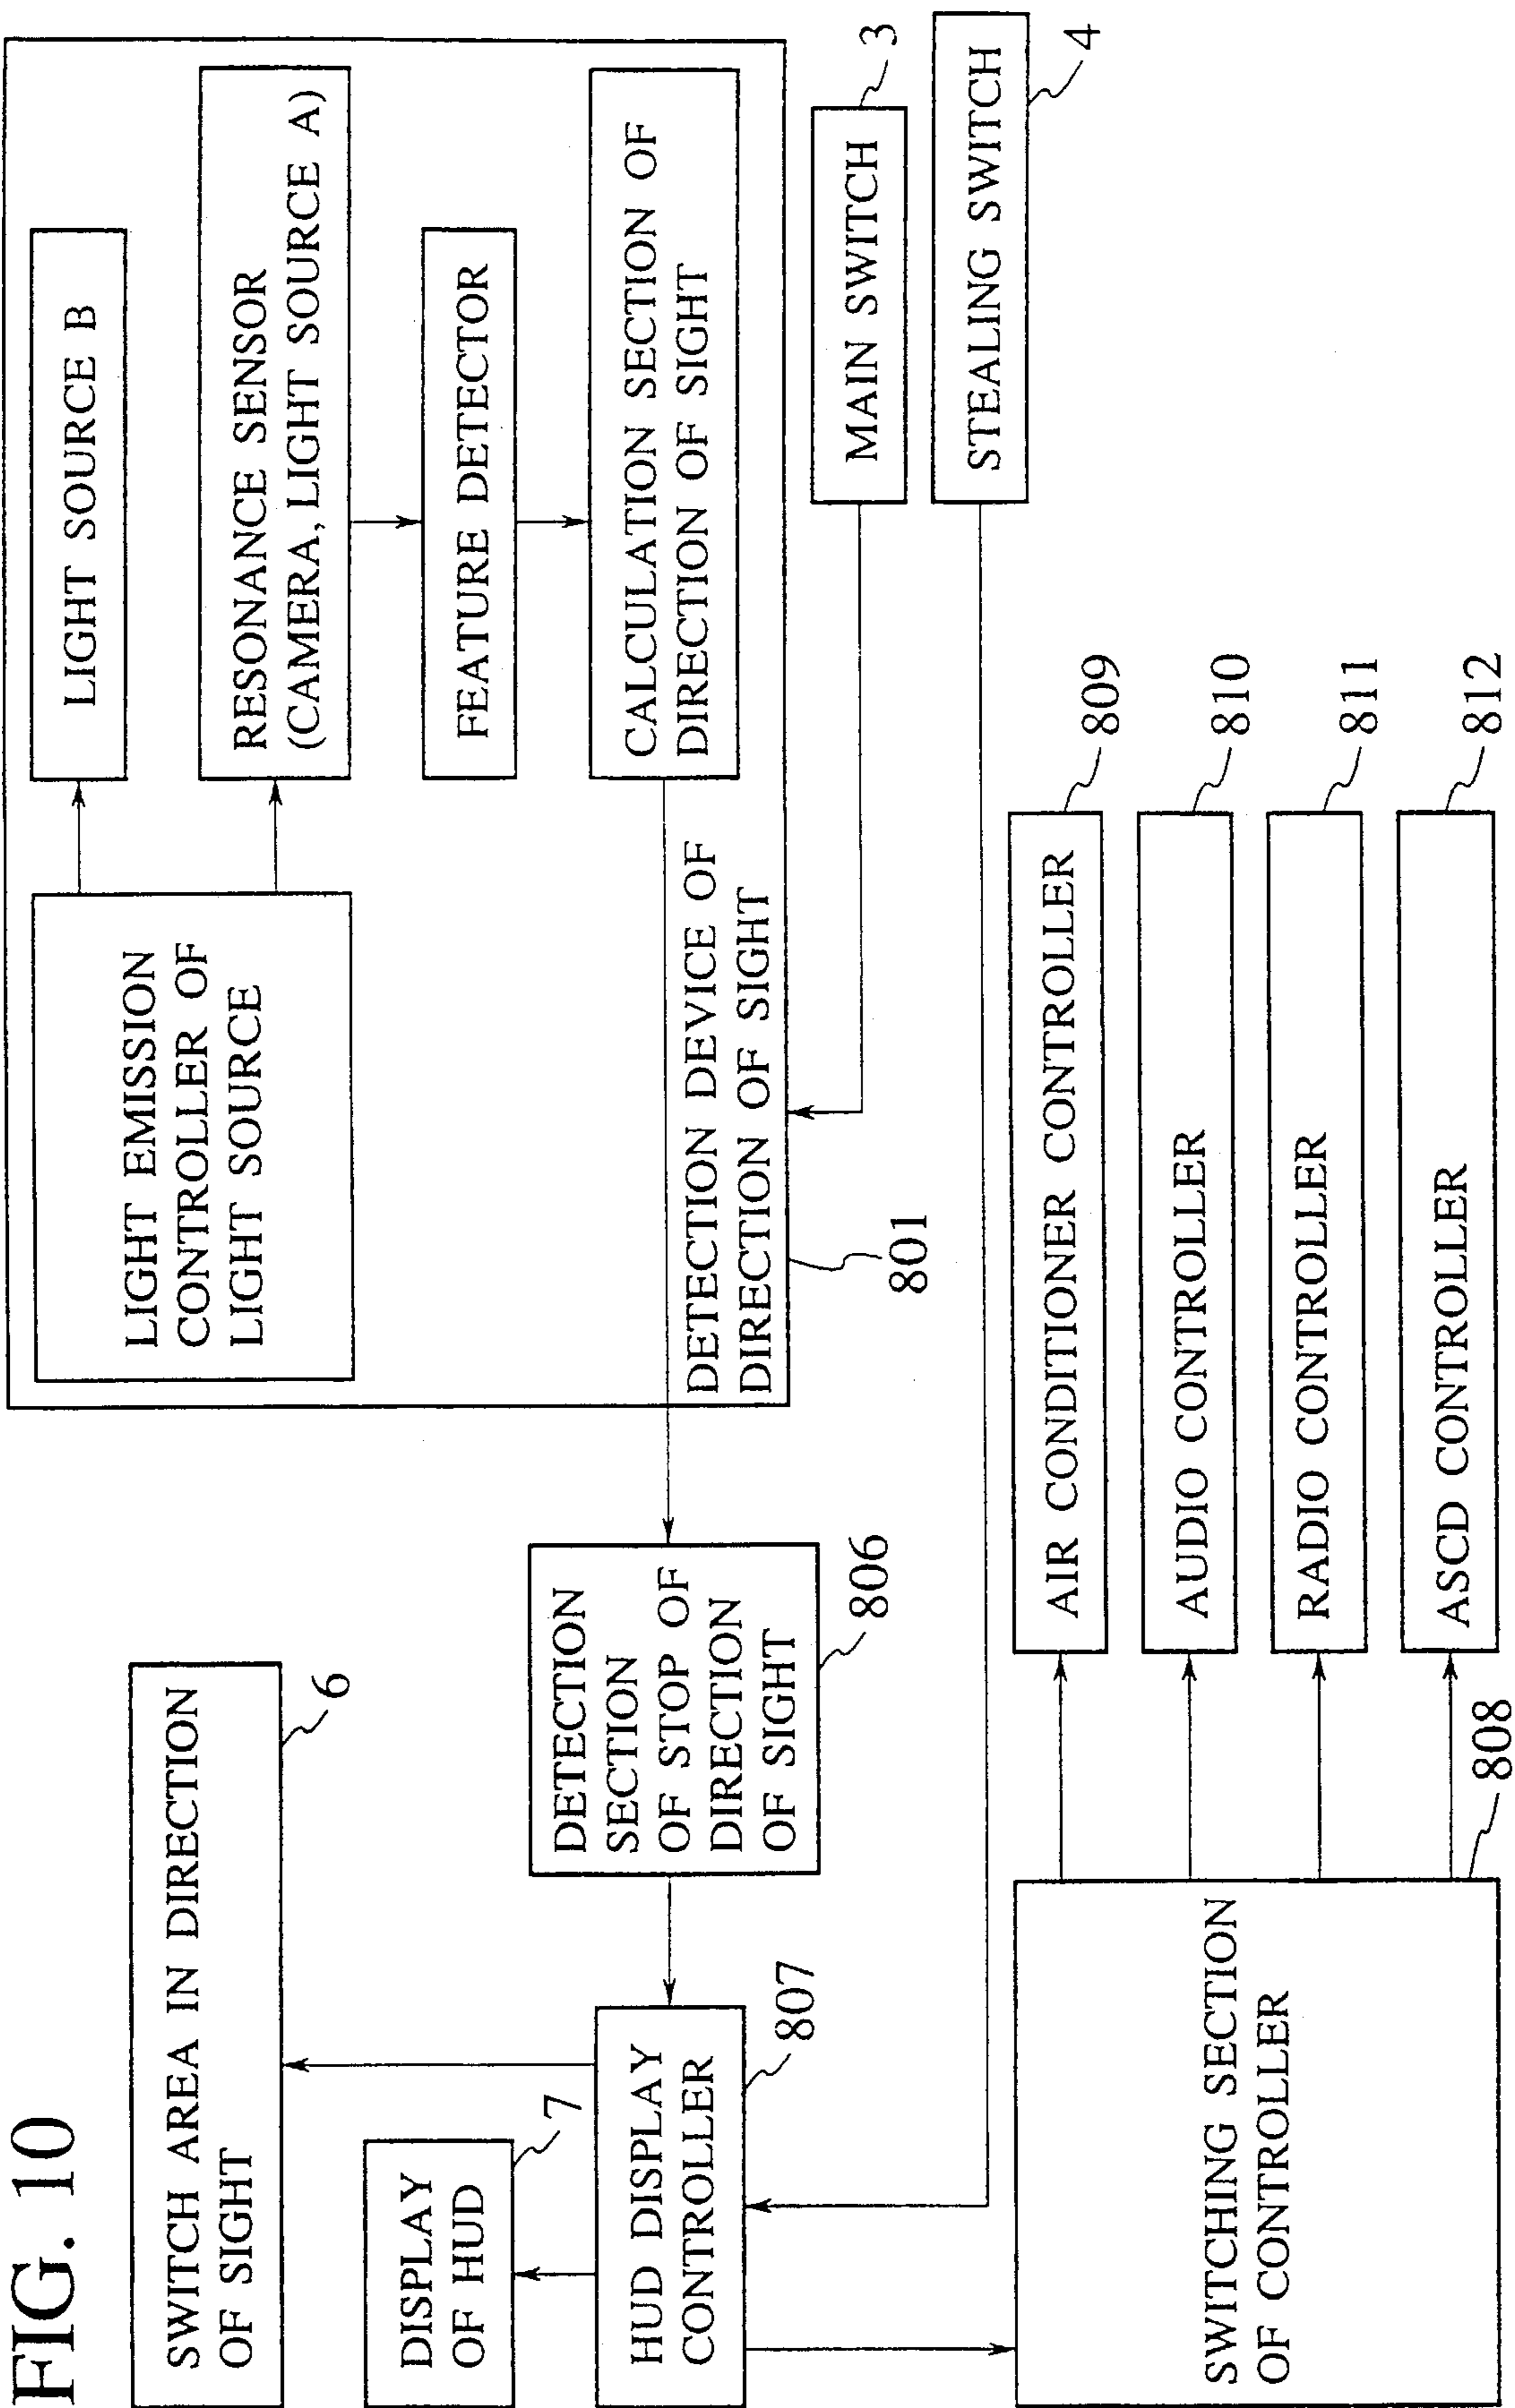 FIG. 10
SWITCH AREA IN DIRECTION
OF SIGHT
6
DISPLAY
OF HUD
7
HUD DISPLAY
CONTROLLER
807
DETECTION
SECTION
OF STOP OF
DIRECTION
OF SIGHT
806
LIGHT EMISSION
CONTROLLER OF
LIGHT SOURCE
LIGHT SOURCE B
RESONANCE SENSOR
(CAMERA, LIGHT SOURCE A)
FEATURE DETECTOR
CALCULATION SECTION OF
DIRECTION OF SIGHT
DETECTION DEVICE OF
DIRECTION OF SIGHT
801
MAIN SWITCH
3
STEALING SWITCH
4
SWITCHING SECTION
OF CONTROLLER
808
AIR CONDITIONER CONTROLLER
809
AUDIO CONTROLLER
810
RADIO CONTROLLER
811
ASCD CONTROLLER
812